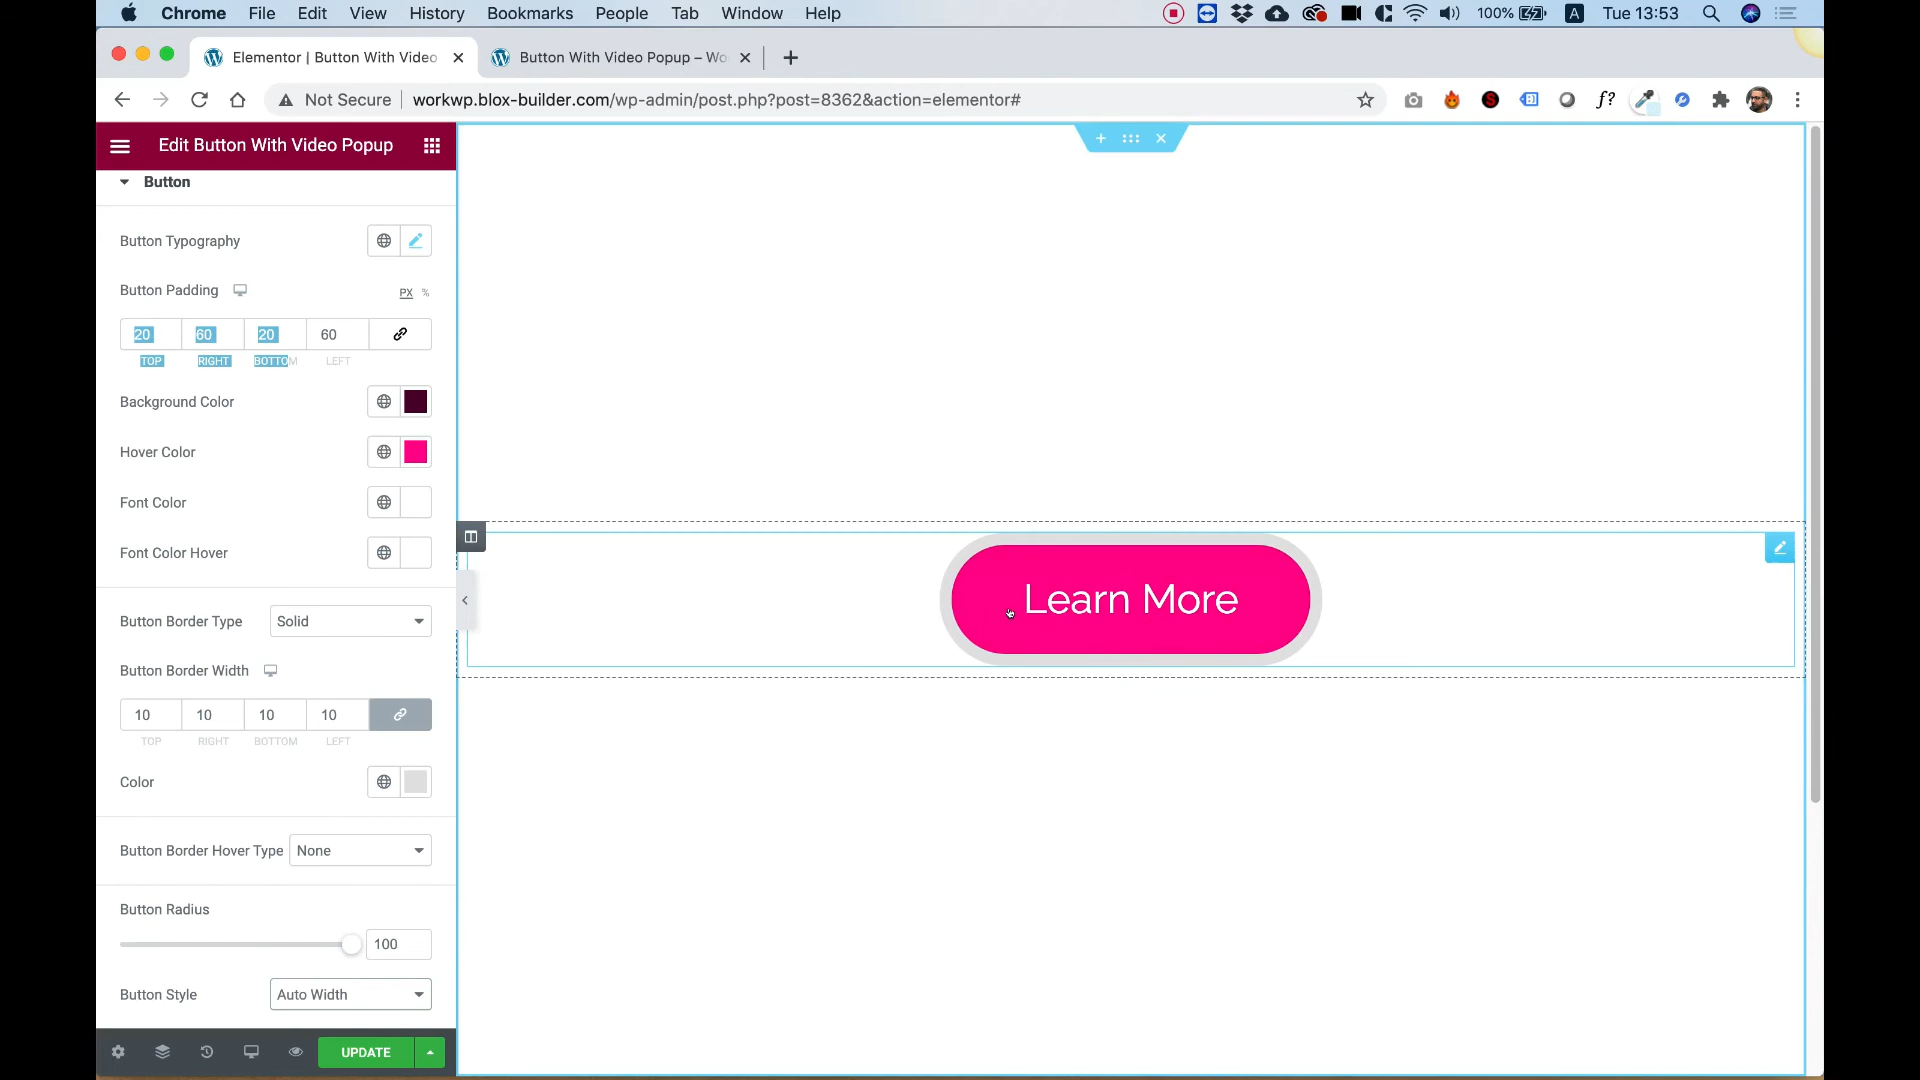 Chrome File Edit View History Bookmarks People Tab Window Help 100% A Tue 13:53
Elementor | Button With Video Button With Video Popup – Wo
Not Secure workwp.blox-builder.com/wp-admin/post.php?post=8362&action=elementor# f?
Edit Button With Video Popup
Button
Button Typography
Button Padding PX %
20 60 20 60
TOP RIGHT BOTTOM LEFT
Background Color
Hover Color
Font Color
Font Color Hover
Button Border Type Solid
Button Border Width
10 10 10 10
TOP RIGHT BOTTOM LEFT
Color
Button Border Hover Type None
Button Radius
100
Button Style Auto Width
UPDATE
Learn More